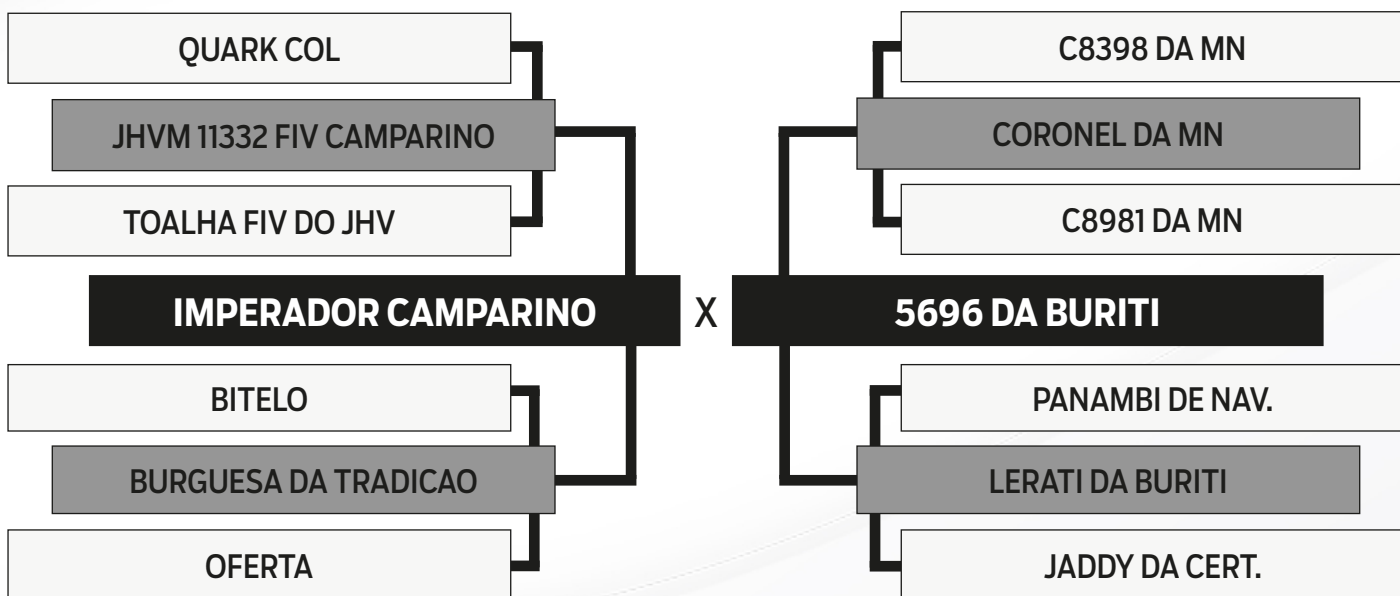 QUARK COL
JHVM 11332 FIV CAMPARINO
TOALHA FIV DO JHV
IMPERADOR CAMPARINO
BITELO
BURGUESA DA TRADICAO
OFERTA
X
C8398 DA MN
CORONEL DA MN
C8981 DA MN
5696 DA BURITI
PANAMBI DE NAV.
LERATI DA BURITI
JADDY DA CERT.